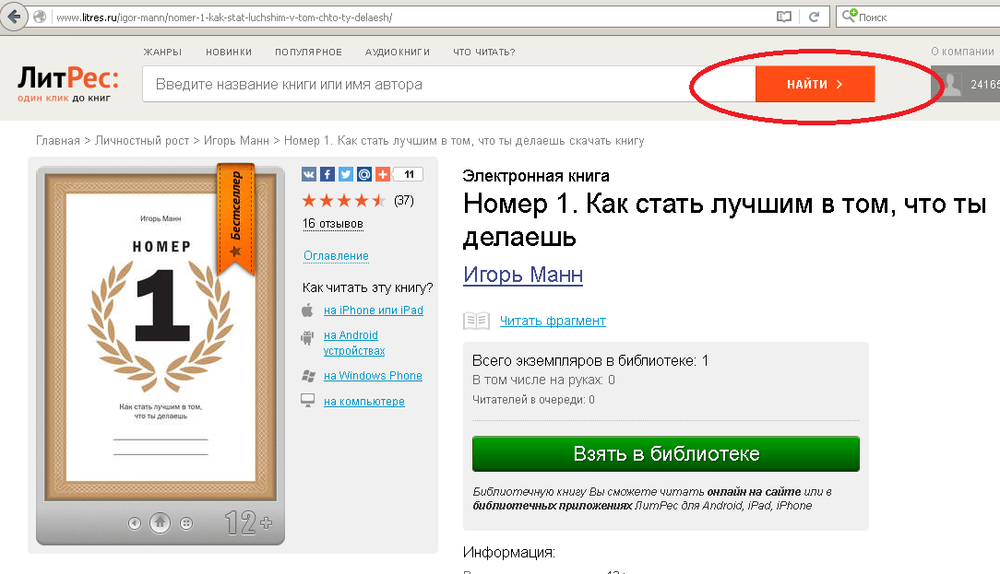 www.litres.ru/igor-mann/nomer-1-kak-stat-luchshim-v-tom-chto-ty-delaesh/
Поиск
ЖАНРЫ НОВИНКИ ПОПУЛЯРНОЕ АУДИОКНИГИ ЧТО ЧИТАТЬ?
О компании
ЛитРес:
один клик до книг
Введите название книги или имя автора
НАЙТИ >
24165
Главная > Личностный рост > Игорь Манн > Номер 1. Как стать лучшим в том, что ты делаешь скачать книгу
Бестселлер
Игорь Манн
НОМЕР
1
Как стать лучшим в том,
что ты делаешь
12+
11
(37)
16 отзывов
Оглавление
Как читать эту книгу?
на iPhone или iPad
на Android
устройствах
на Windows Phone
на компьютере
Электронная книга
Номер 1. Как стать лучшим в том, что ты
делаешь
Игорь Манн
Читать фрагмент
Всего экземпляров в библиотеке: 1
В том числе на руках: 0
Читателей в очереди: 0
Взять в библиотеке
Библиотечную книгу Вы сможете читать онлайн на сайте или в
библиотечных приложениях ЛитРес для Android, iPad, iPhone
Информация: